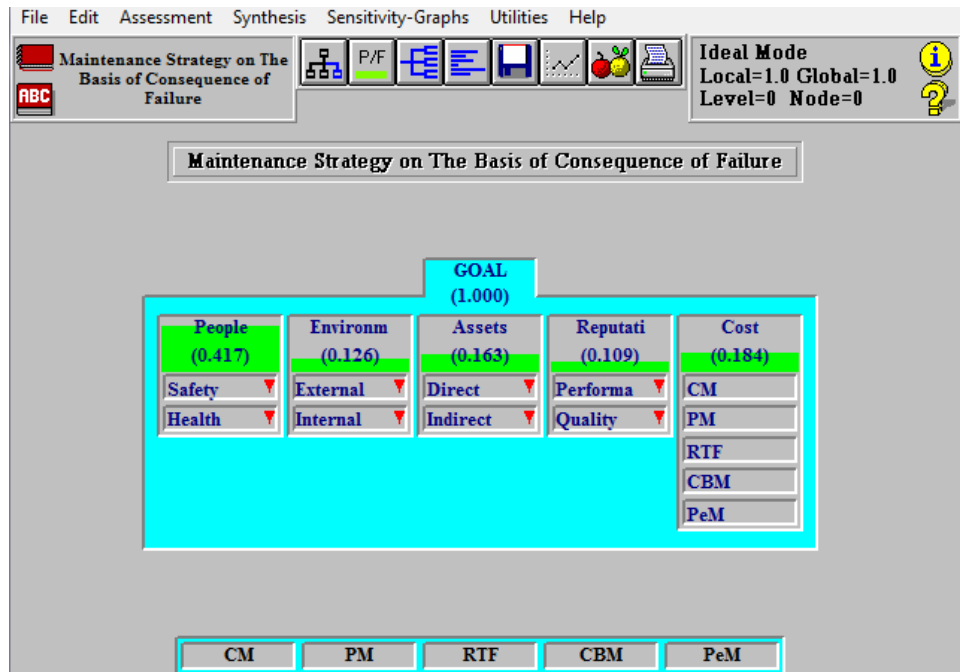 File Edit Assessment Synthesis Sensitivity-Graphs Utilities Help
Maintenance Strategy on The
Basis of Consequence of
Failure
ABC
P/F
Ideal Mode
Local=1.0 Global=1.0
Level=0 Node=0
i
?
Maintenance Strategy on The Basis of Consequence of Failure
GOAL
(1.000)
People
(0.417)
Safety
Health
Environm
(0.126)
External
Internal
Assets
(0.163)
Direct
Indirect
Reputati
(0.109)
Performa
Quality
Cost
(0.184)
CM
PM
RTF
CBM
PeM
CM PM RTF CBM PeM